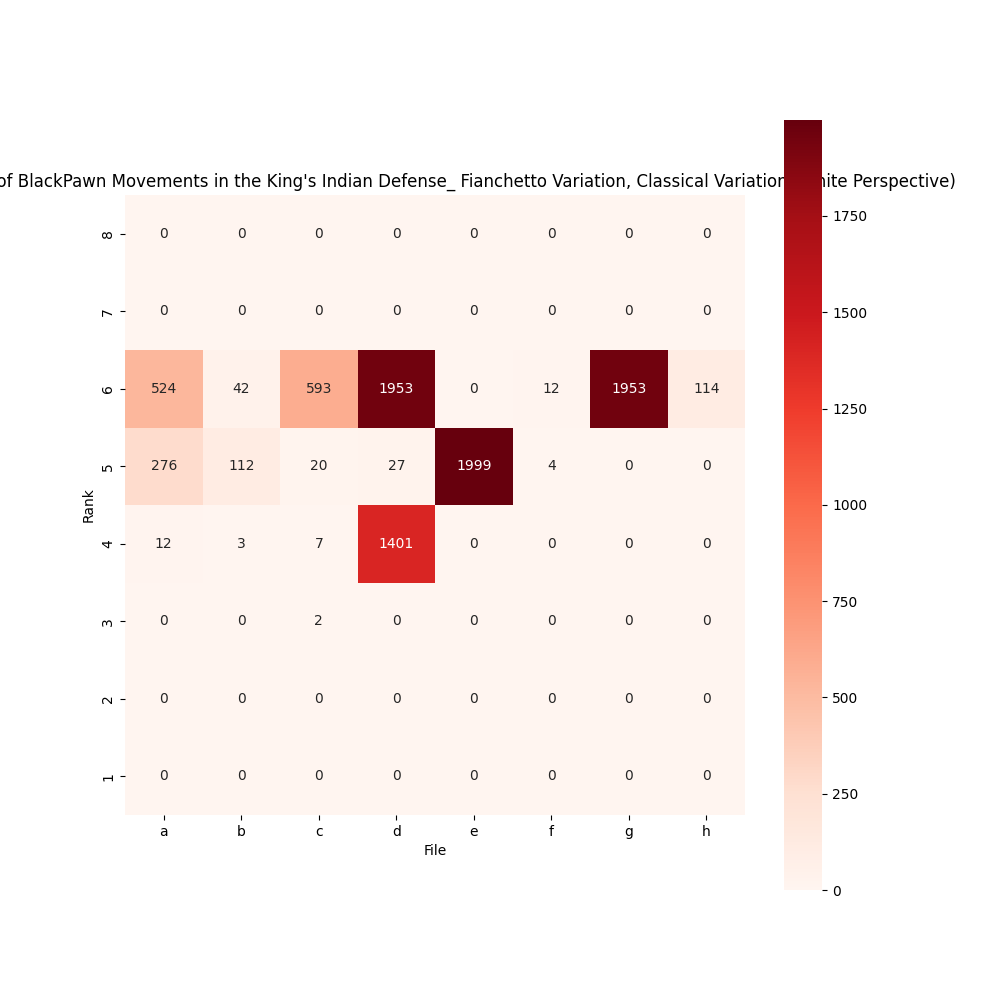 of BlackPawn Movements in the King's Indian Defense_ Fianchetto Variation, Classical Variation Perspective)
8 0 0 0 0 0 0 0 0
7 0 0 0 0 0 0 0 0
6 524 42 593 1953 0 12 1953 114
5 276 112 20 27 1999 4 0 0
4 12 3 7 1401 0 0 0 0
3 0 0 2 0 0 0 0 0
2 0 0 0 0 0 0 0 0
1 0 0 0 0 0 0 0 0
a b c d e f g h
File
Rank
1750
1500
1250
1000
750
500
250
0